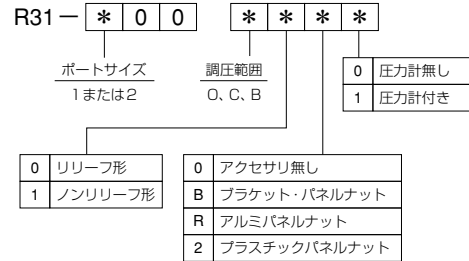 R31－ * 0 0 * * * *
ポートサイズ
1または2
調圧範囲
O、C、B
0 圧力計無し
1 圧力計付き
0 リリーフ形
1 ノンリリーフ形
0 アクセサリ無し
B ブラケット・パネルナット
R アルミパネルナット
2 プラスチックパネルナット